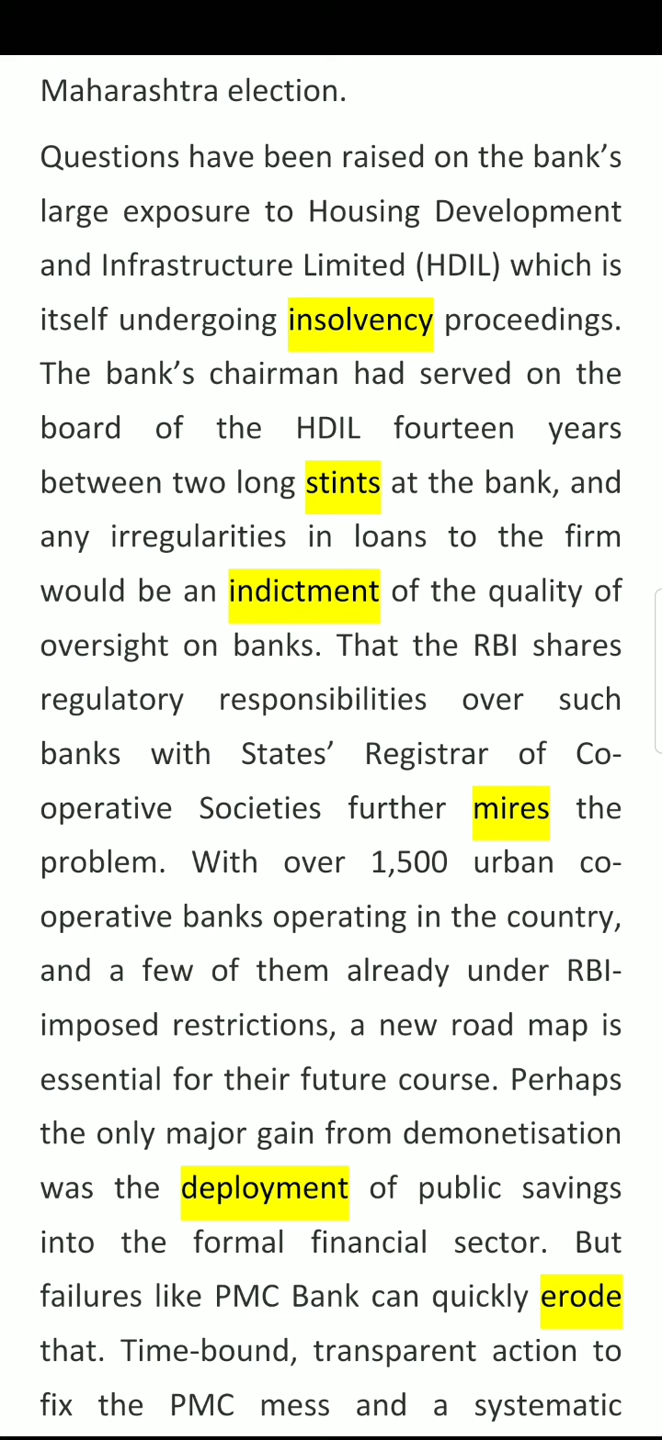 Maharashtra election.
Questions have been raised on the bank’s
large exposure to Housing Development
and Infrastructure Limited (HDIL) which is
itself undergoing insolvency proceedings.
The bank’s chairman had served on the
board of the HDIL fourteen years
between two long stints at the bank, and
any irregularities in loans to the firm
would be an indictment of the quality of
oversight on banks. That the RBI shares
regulatory responsibilities over such
banks with States’ Registrar of Co-
operative Societies further mires the
problem. With over 1,500 urban co-
operative banks operating in the country,
and a few of them already under RBI-
imposed restrictions, a new road map is
essential for their future course. Perhaps
the only major gain from demonetisation
was the deployment of public savings
into the formal financial sector. But
failures like PMC Bank can quickly erode
that. Time-bound, transparent action to
fix the PMC mess and a systematic